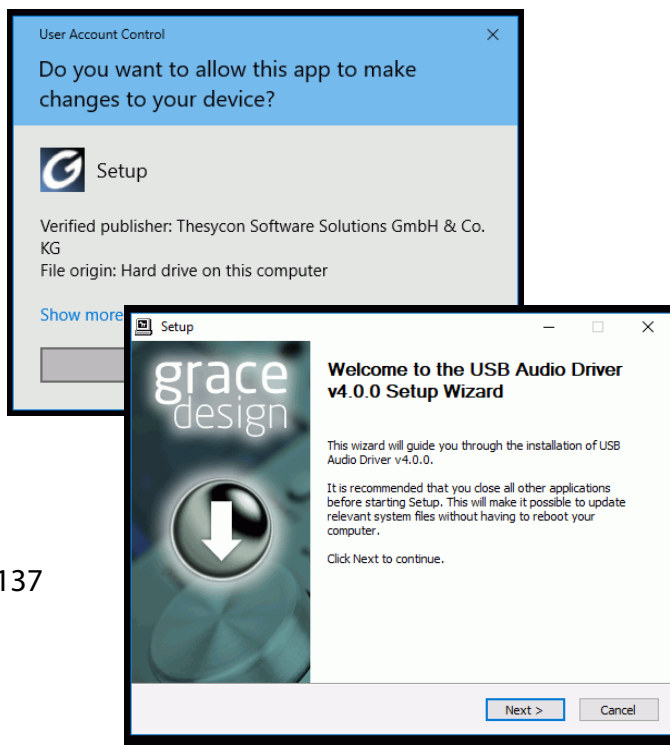 User Account Control
Do you want to allow this app to make
changes to your device?
Setup
Verified publisher: Thesycon Software Solutions GmbH & Co.
KG
File origin: Hard drive on this computer
Show more
Setup
grace
design
Welcome to the USB Audio Driver
v4.0.0 Setup Wizard
This wizard will guide you through the installation of USB
Audio Driver v4.0.0.
It is recommended that you close all other applications
before starting Setup. This will make it possible to update
relevant system files without having to reboot your
computer.
Click Next to continue.
137
Next >
Cancel